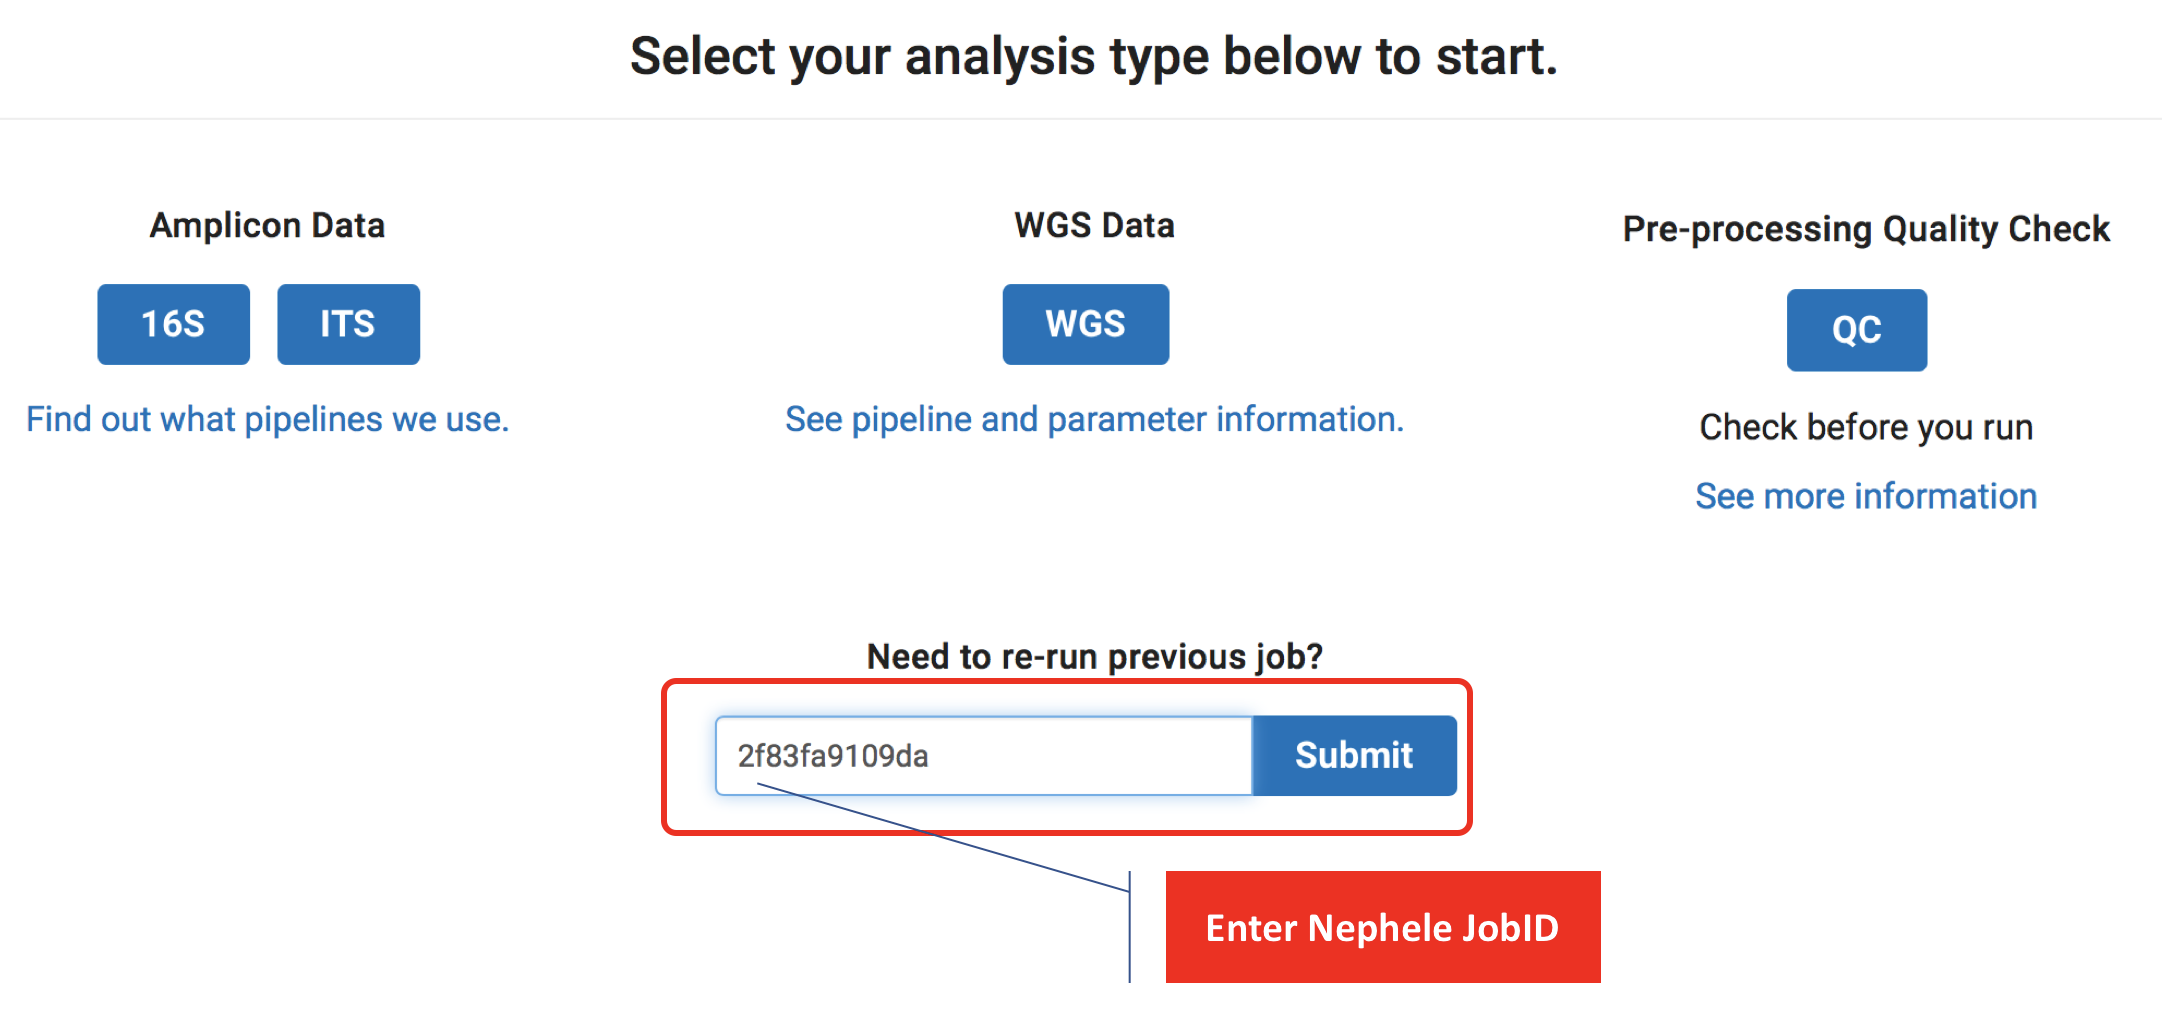 Select your analysis type below to start.
Amplicon Data
16S
ITS
Find out what pipelines we use.
WGS Data
WGS
See pipeline and parameter information.
Pre-processing Quality Check
QC
Check before you run
See more information
Need to re-run previous job?
2f83fa9109da
Submit
Enter Nephele JobID